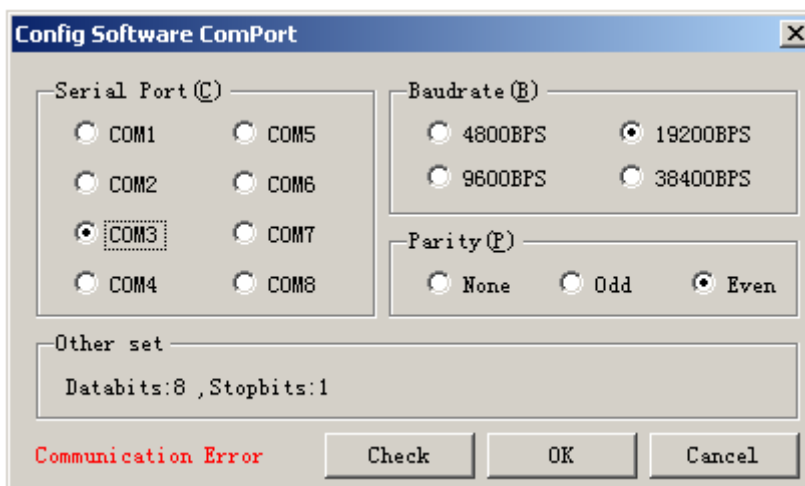 Config Software ComPort
Serial Port(C)
COM1
COM5
COM2
COM6
COM3
COM7
COM4
COM8
Baudrate(B)
4800BPS
19200BPS
9600BPS
38400BPS
Parity(P)
None
Odd
Even
Other set
Databits:8 ,Stopbits:1
Communication Error
Check
OK
Cancel